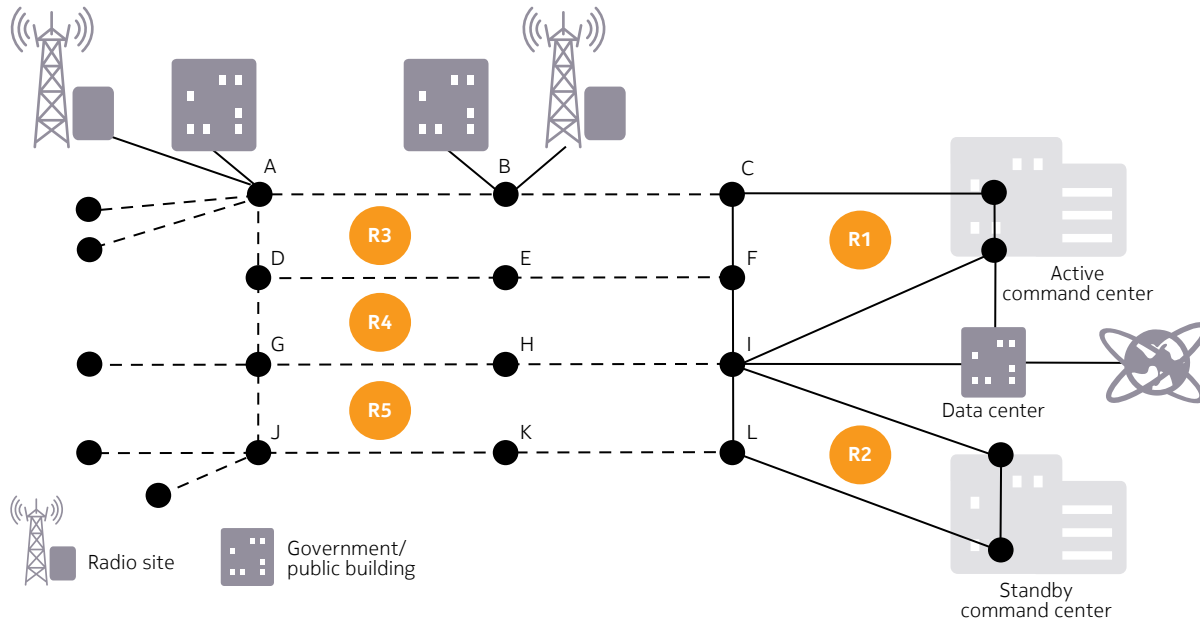 A
B
C
R3
R1
D
E
F
Active
command center
R4
G
H
I
R5
Data center
J
K
L
R2
Radio site
Government/
public building
Standby
command center